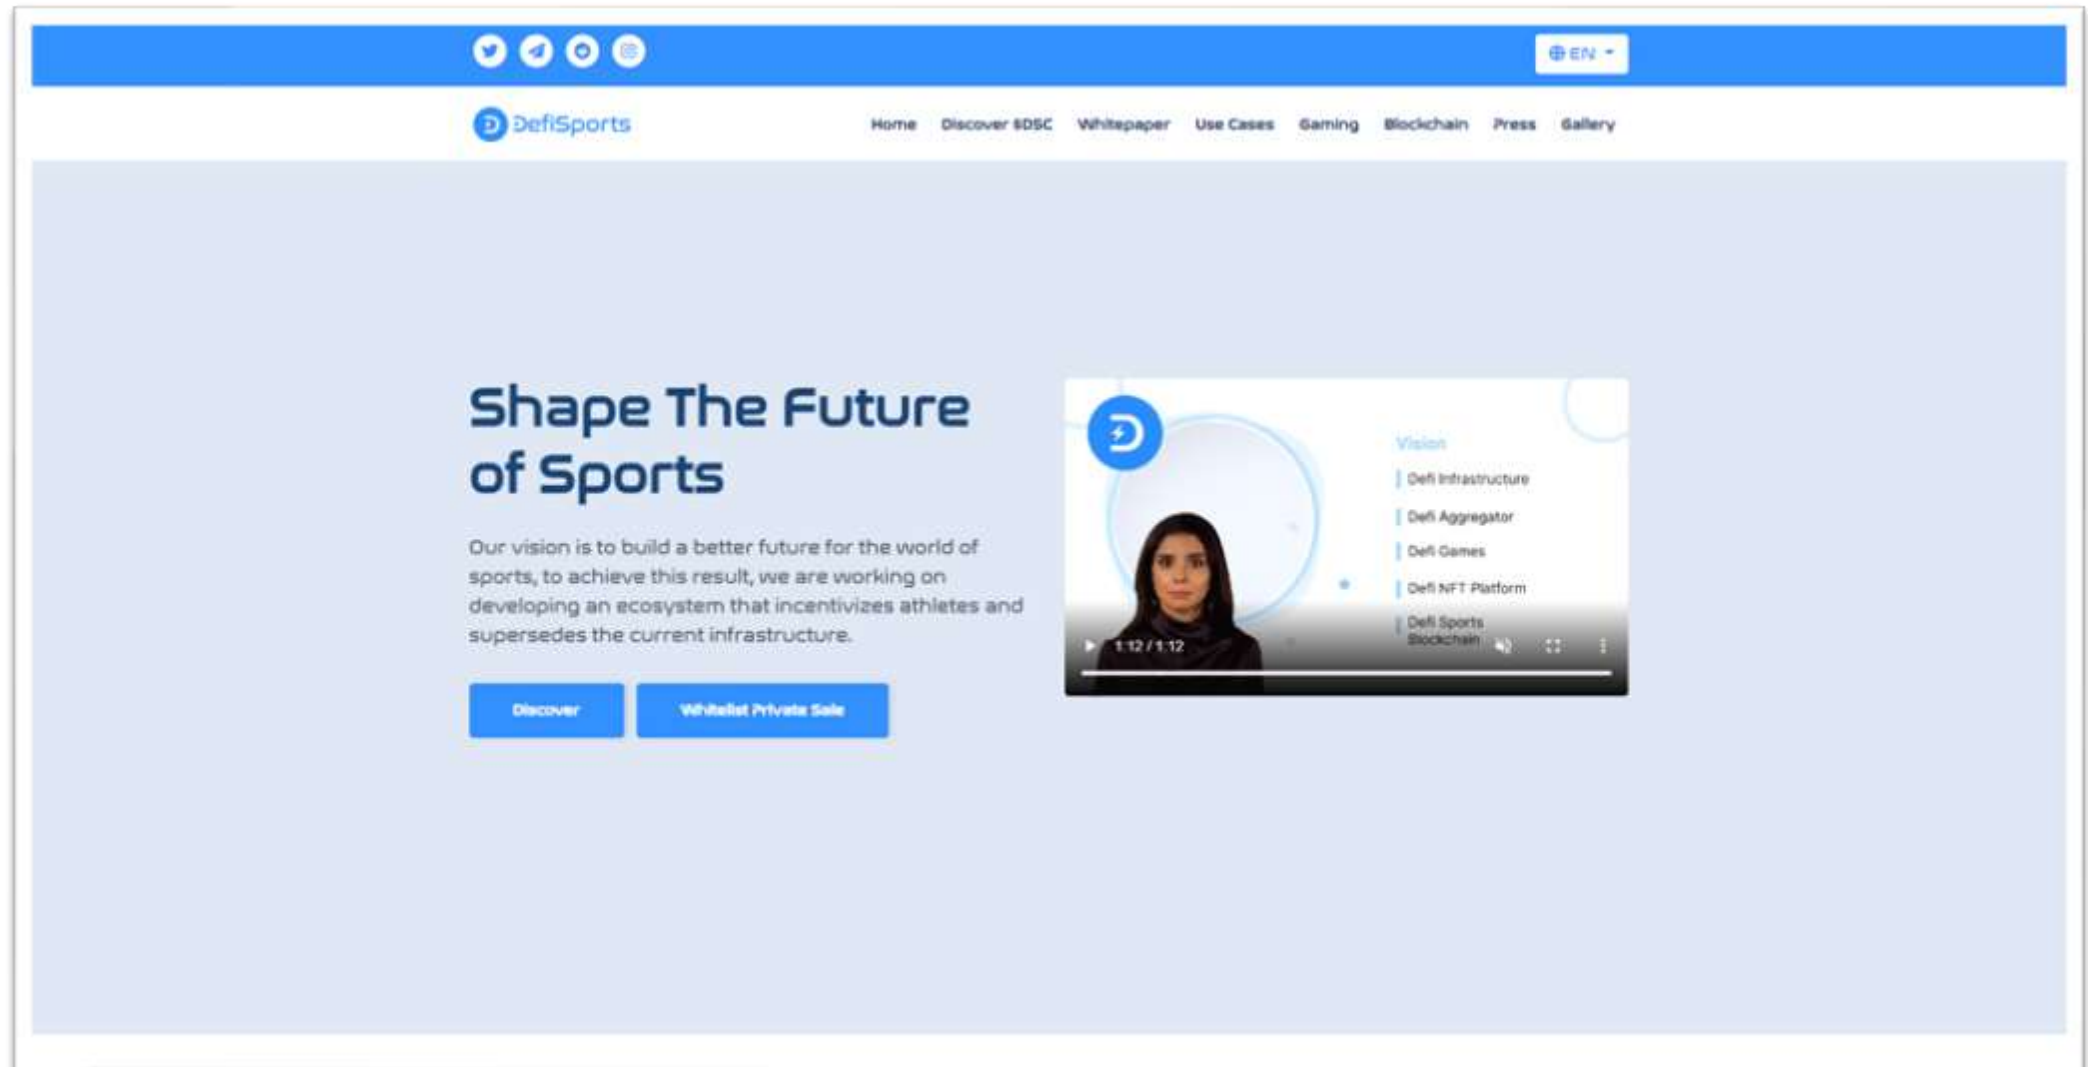 EN
DefiSports
Home Discover $DSC Whitepaper Use Cases Gaming Blockchain Press Gallery
Shape The Future
of Sports
Our vision is to build a better future for the world of
sports, to achieve this result, we are working on
developing an ecosystem that incentivizes athletes and
supersedes the current infrastructure.
Discover Whitelist Private Sale
Vision
Defi Infrastructure
Defi Aggregator
Defi Games
Defi NFT Platform
Defi Sports
Blockchain
1:12 / 1:12